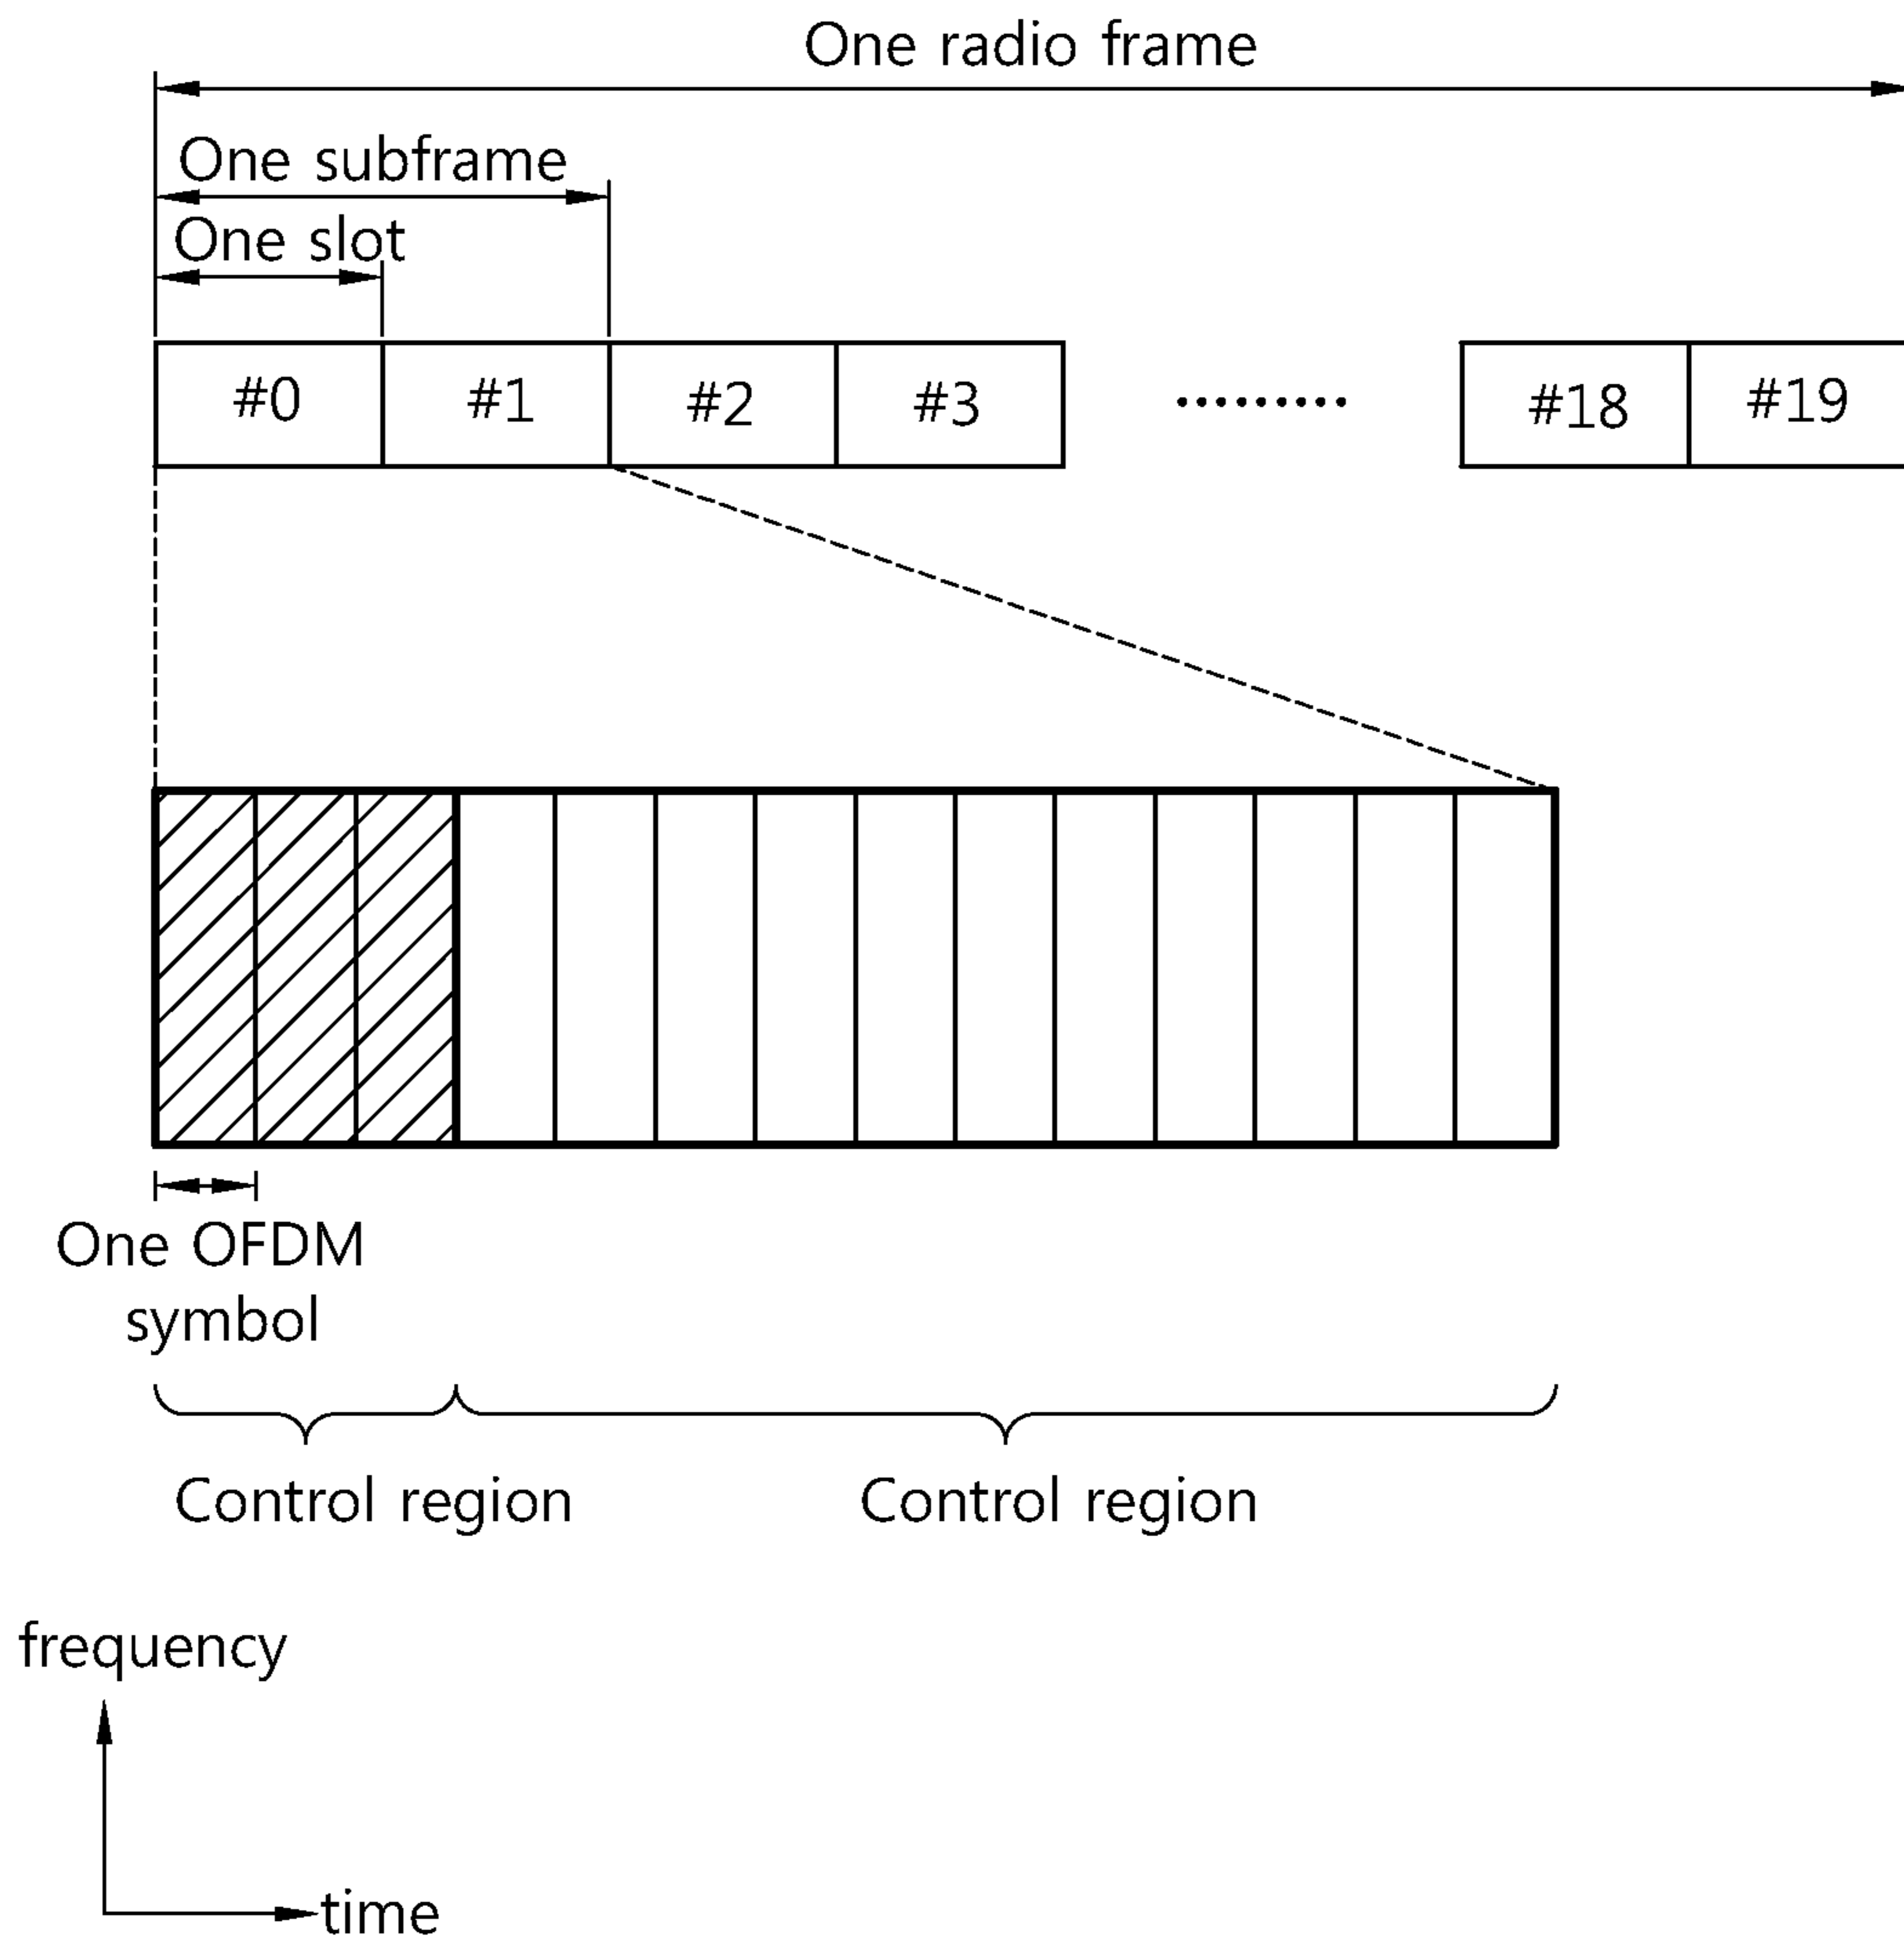 One radio frame
One subframe
One slot
#0 #1 #2 #3 ......... #18 #19
One OFDM
symbol
Control region Control region
frequency
time